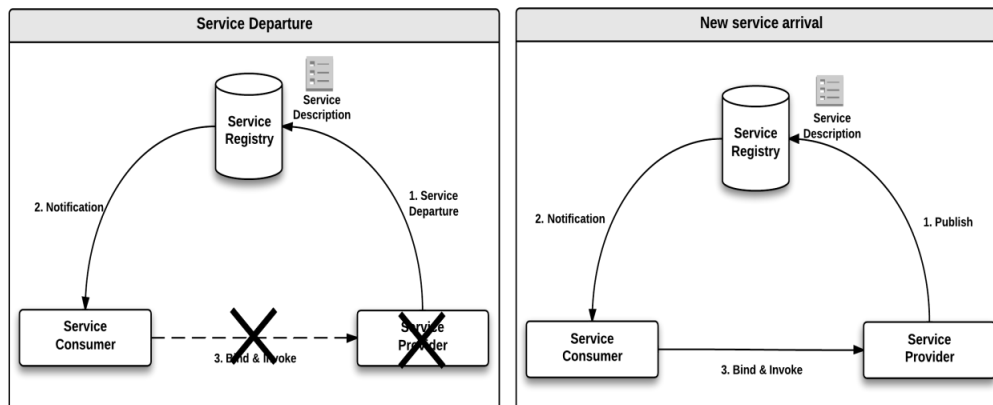 Service Departure
Service
Description
Service
Registry
1. Service
Departure
2. Notification
Service
Consumer
Service
Provider
3. Bind & Invoke
New service arrival
Service
Description
Service
Registry
2. Notification
1. Publish
Service
Consumer
Service
Provider
3. Bind & Invoke